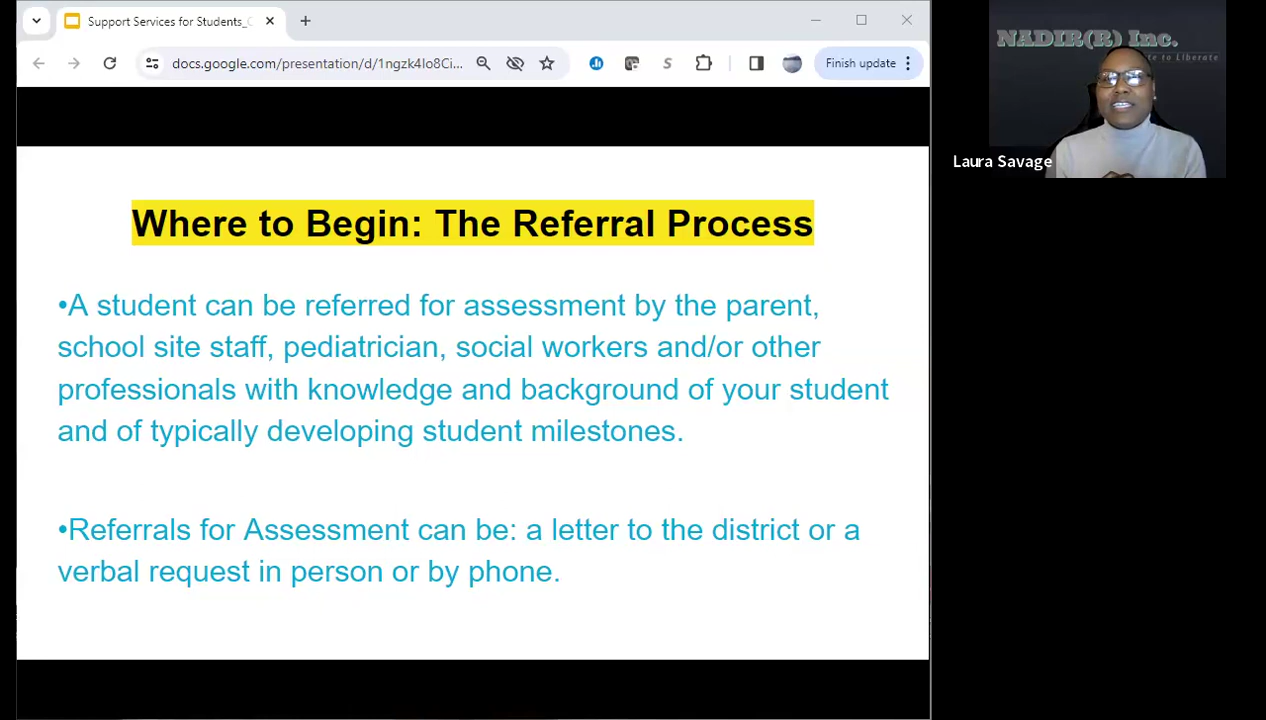 Support Services for Students_
docs.google.com/presentation/d/1ngzk4lo8Ci...
Finish update
NADIR(R) Inc.
te to Liberate
Laura Savage
Where to Begin: The Referral Process
•A student can be referred for assessment by the parent,
school site staff, pediatrician, social workers and/or other
professionals with knowledge and background of your student
and of typically developing student milestones.
•Referrals for Assessment can be: a letter to the district or a
verbal request in person or by phone.